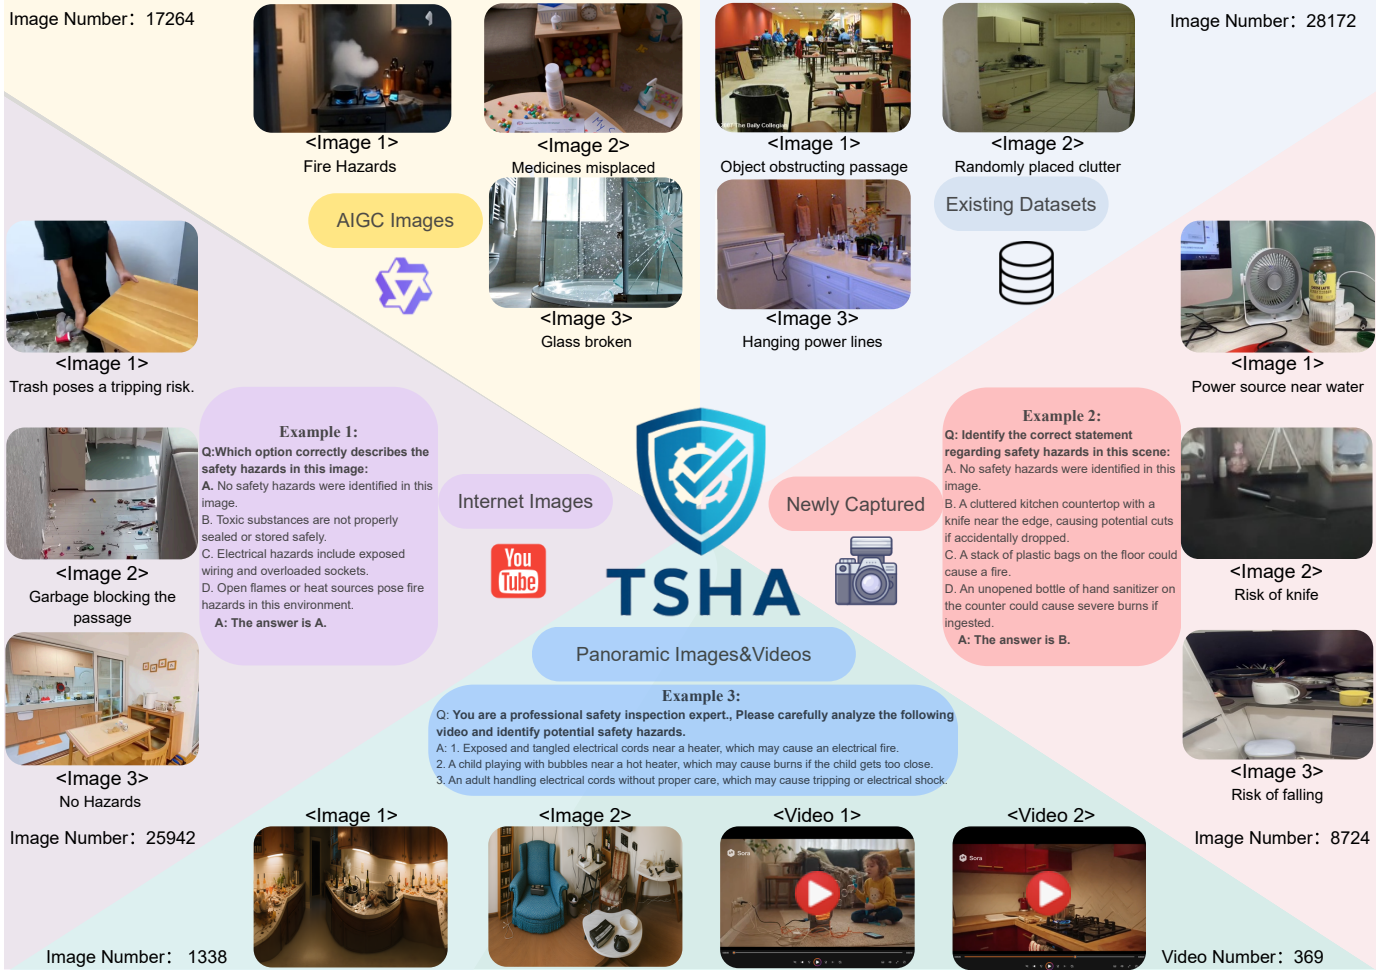 Image Number: 17264
<Image 1>
Fire Hazards
<Image 2>
Medicines misplaced
AIGC Images
<Image 3>
Glass broken
Image Number: 28172
The Daily Collegian
<Image 1>
Object obstructing passage
<Image 2>
Randomly placed clutter
Existing Datasets
<Image 3>
Hanging power lines
<Image 1>
Trash poses a tripping risk.
<Image 2>
Garbage blocking the
passage
<Image 3>
No Hazards
Image Number: 25942
Example 1:
Q:Which option correctly describes the
safety hazards in this image:
A. No safety hazards were identified in this
image.
B. Toxic substances are not properly
sealed or stored safely.
C. Electrical hazards include exposed
wiring and overloaded sockets.
D. Open flames or heat sources pose fire
hazards in this environment.
A: The answer is A.
Internet Images
You
Tube
TSHA
Newly Captured
Example 2:
Q: Identify the correct statement
regarding safety hazards in this scene:
A. No safety hazards were identified in this
image.
B. A cluttered kitchen countertop with a
knife near the edge, causing potential cuts
if accidentally dropped.
C. A stack of plastic bags on the floor could
cause a fire.
D. An unopened bottle of hand sanitizer on
the counter could cause severe burns if
ingested.
A: The answer is B.
<Image 1>
Power source near water
<Image 2>
Risk of knife
<Image 3>
Risk of falling
Image Number: 8724
Panoramic Images&Videos
Example 3:
Q: You are a professional safety inspection expert., Please carefully analyze the following
video and identify potential safety hazards.
A: 1. Exposed and tangled electrical cords near a heater, which may cause an electrical fire.
2. A child playing with bubbles near a hot heater, which may cause burns if the child gets too close.
3. An adult handling electrical cords without proper care, which may cause tripping or electrical shock.
<Image 1>
<Image 2>
<Video 1>
Sora
<Video 2>
Sora
Image Number: 1338
Video Number: 369